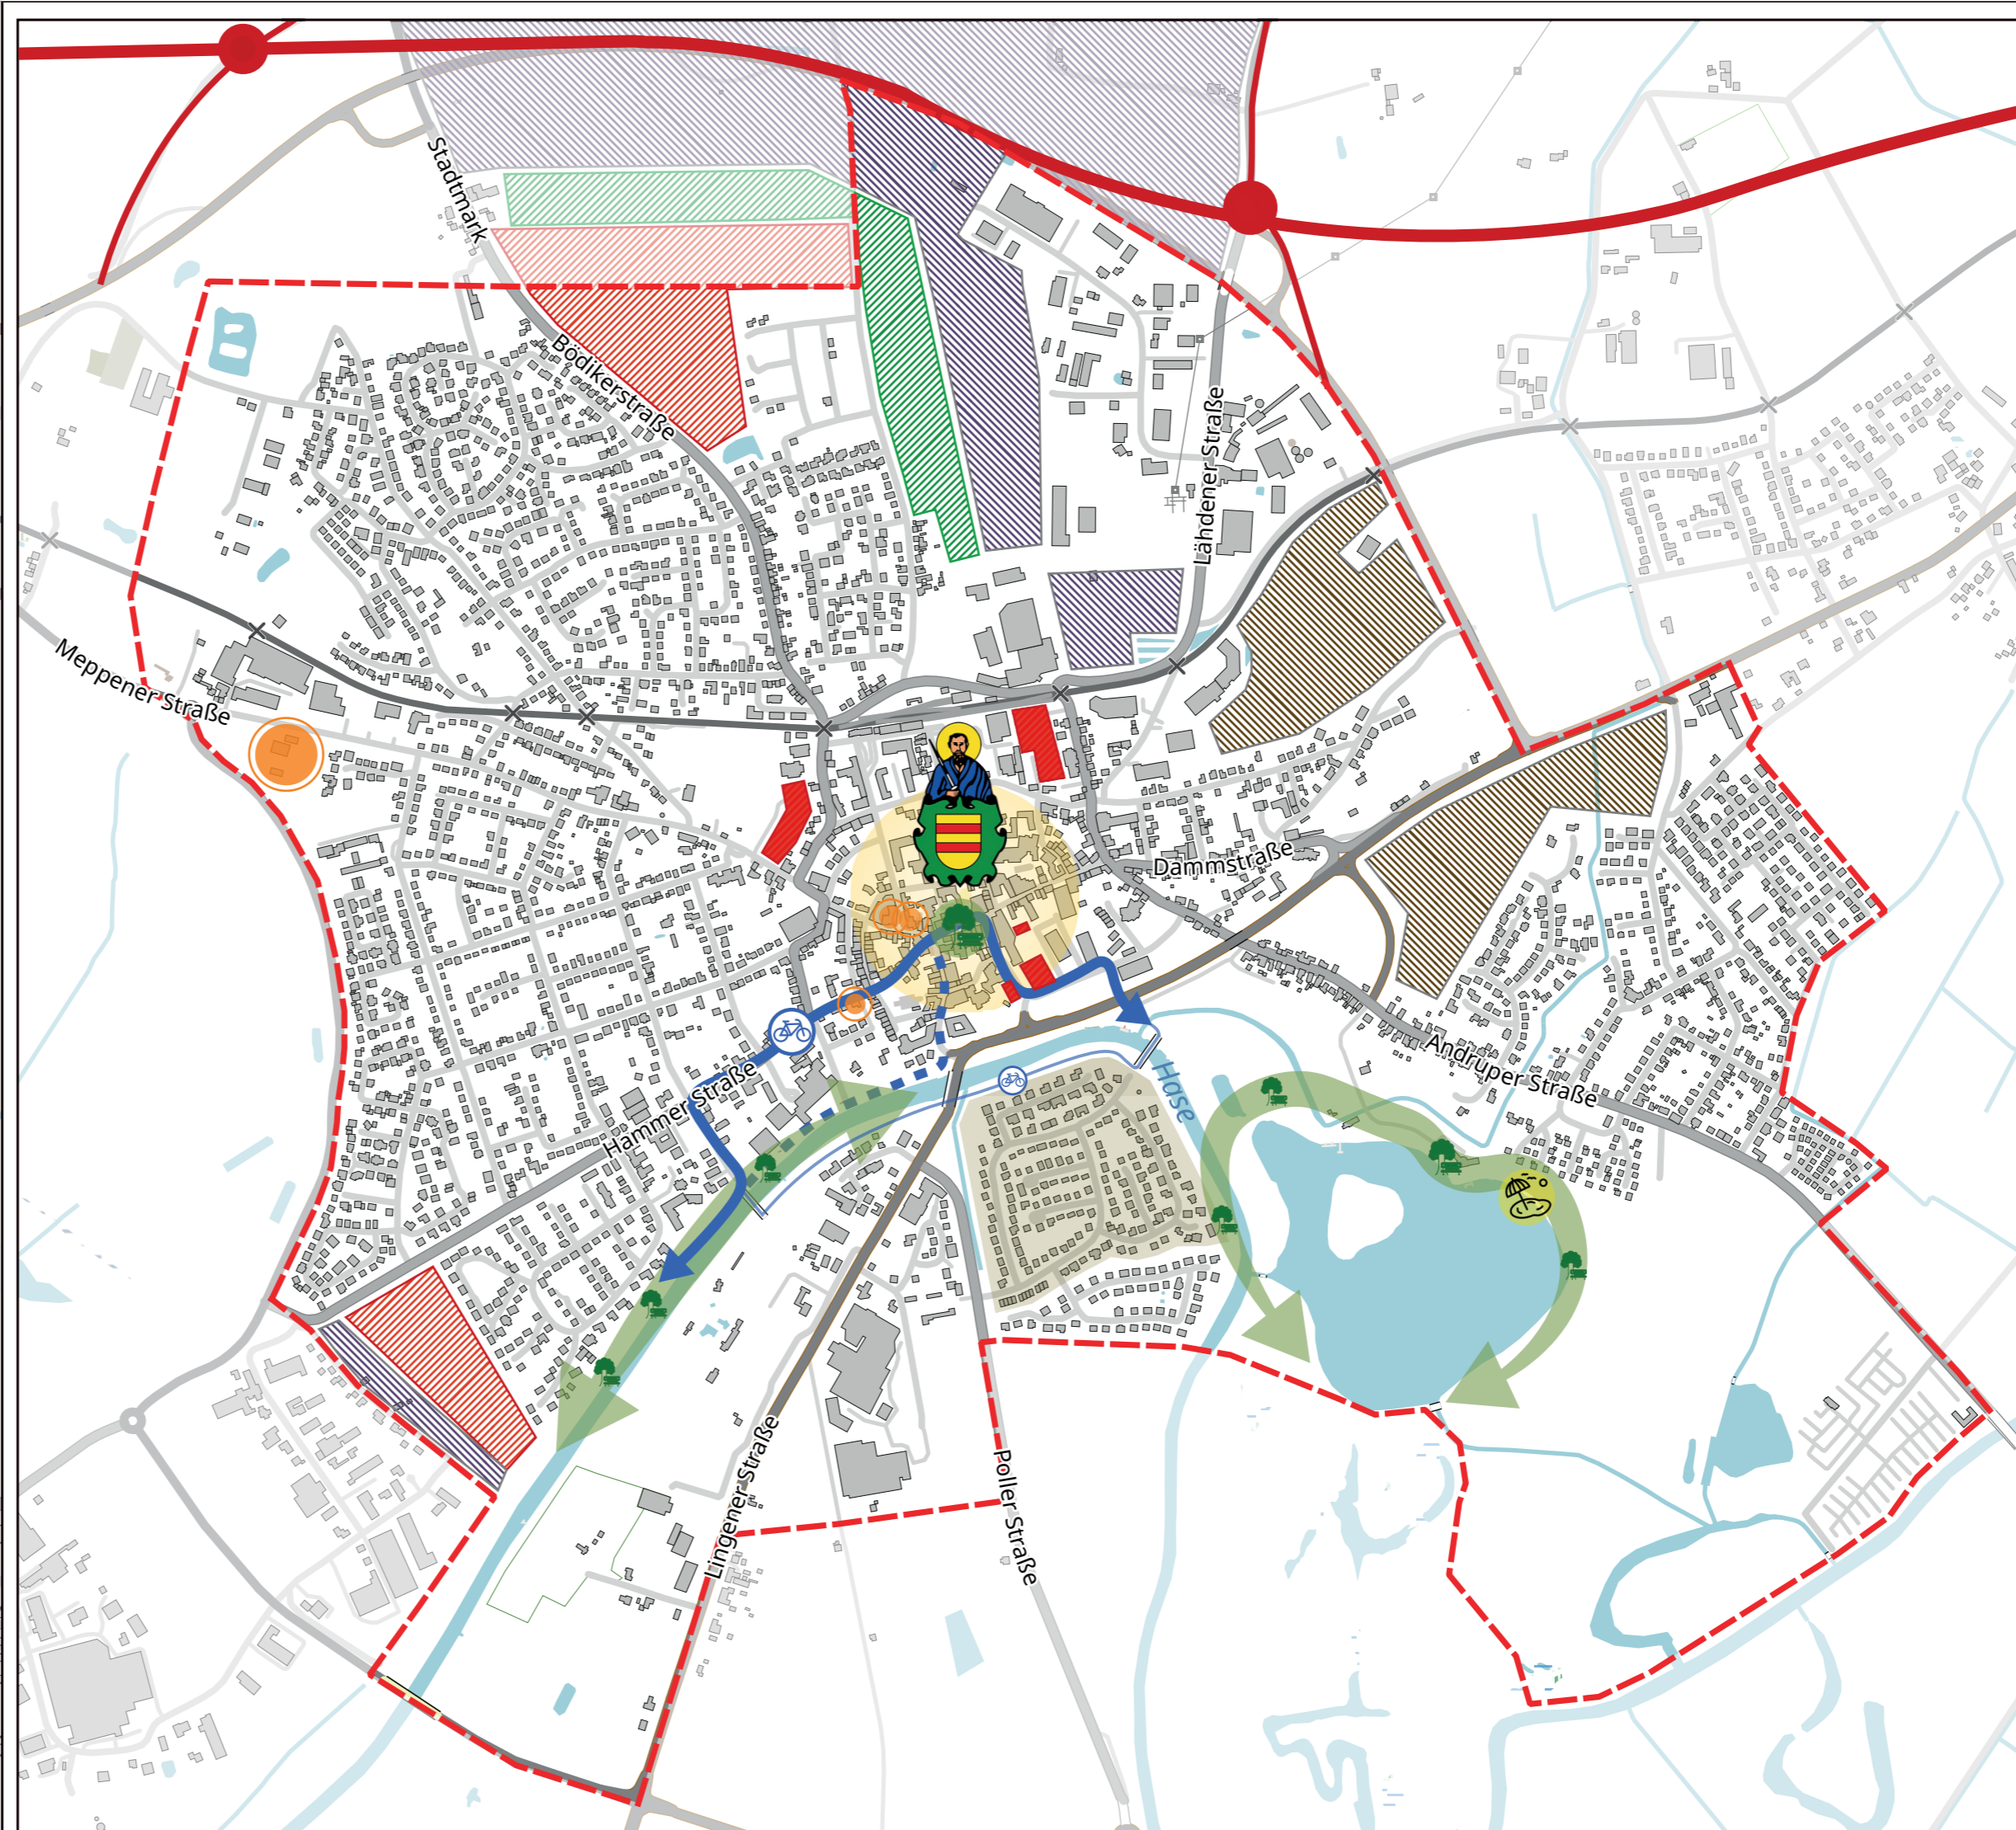 Stadtmark
Bödikerstraße
Lähdener Straße
Meppener Straße
Dammstraße
Hammer Straße
Hase
Andruper Straße
Lingener Straße
Poller Straße